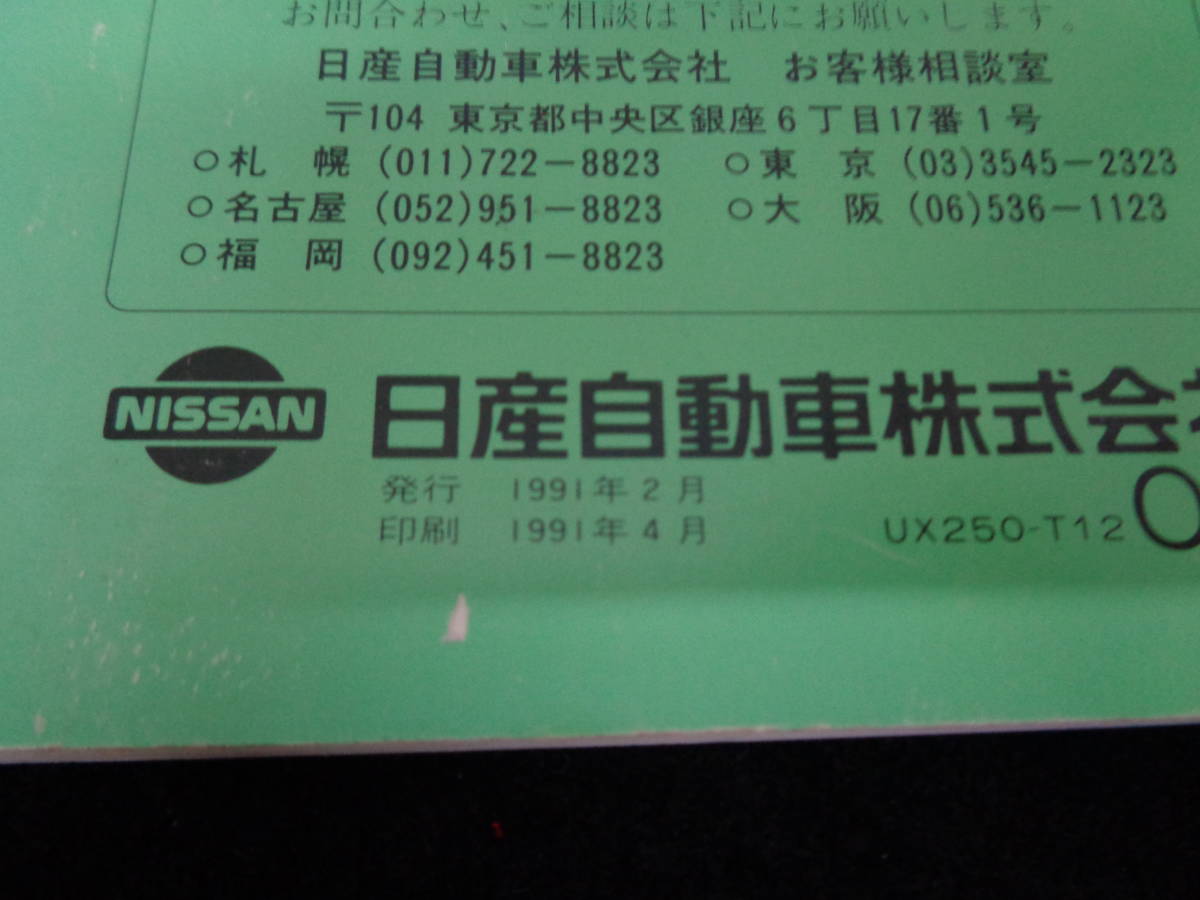 お問合わせ、ご相談は下記にお願いします。
日産自動車株式会社 お客様相談室
〒104 東京都中央区銀座6丁目17番1号
○札 幌 (011)722-8823 ○東 京 (03)3545-2323
○名古屋 (052)951-8823 ○大 阪 (06)536-1123
○福 岡 (092)451-8823
NISSAN 日産自動車株式会
発行 1991年2月
印刷 1991年4月 UX250-T12